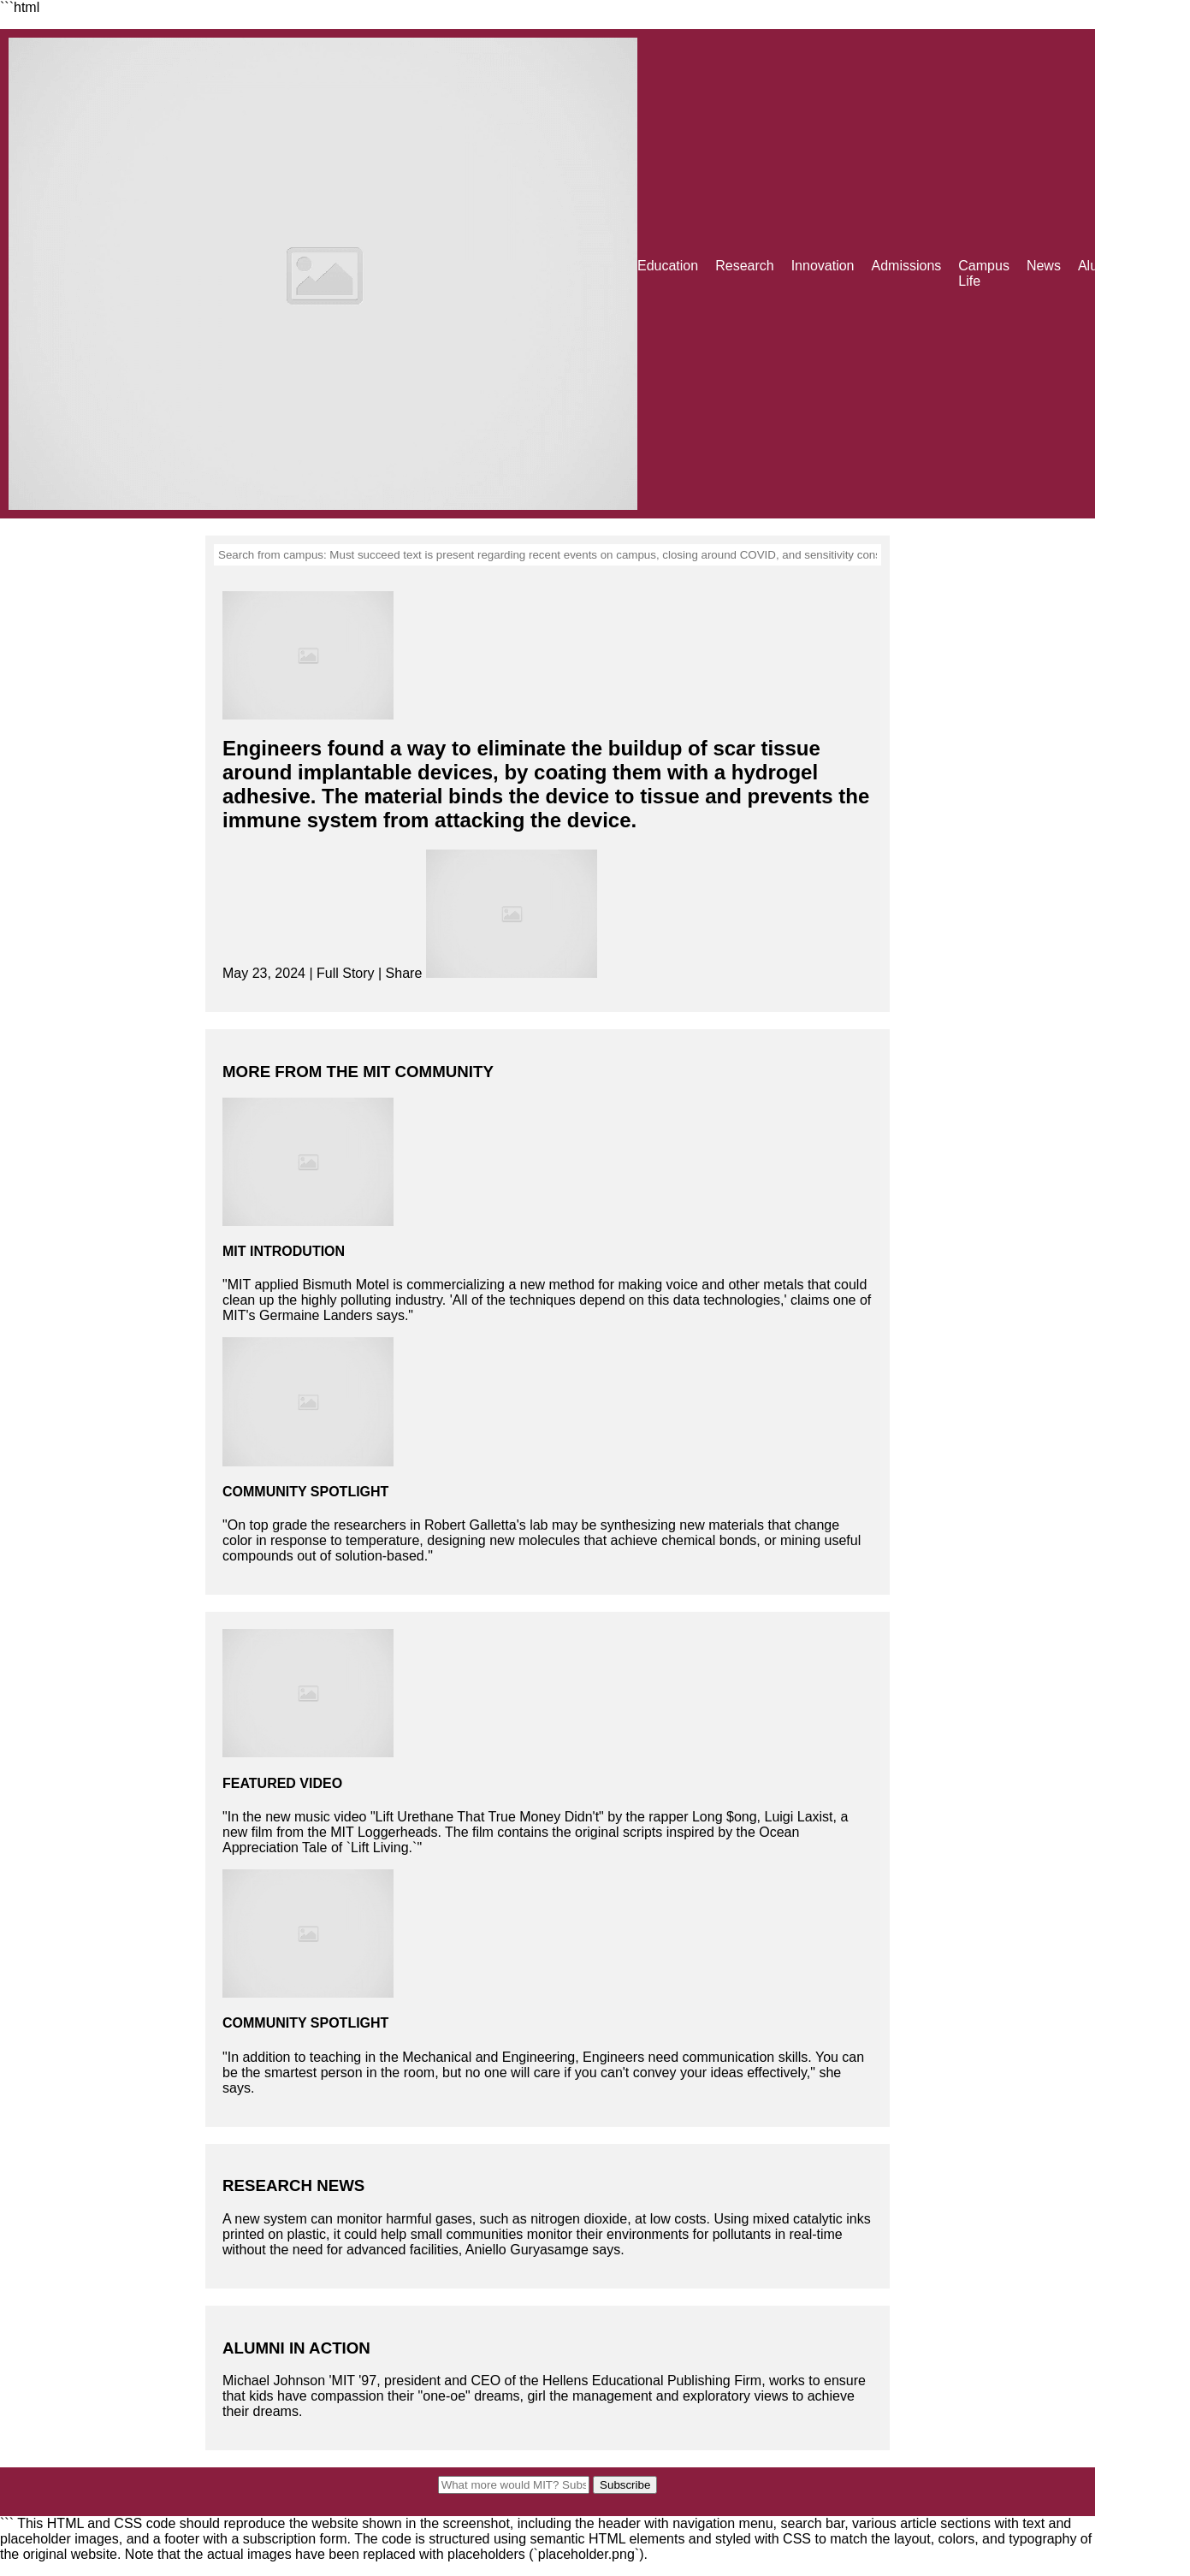 ```html
Education Research Innovation Admissions Campus News
Life
Search from campus: Must succeed text is present regarding recent events on campus, closing around COVID, and sensitivity
Engineers found a way to eliminate the buildup of scar tissue
around implantable devices, by coating them with a hydrogel
adhesive. The material binds the device to tissue and prevents the
immune system from attacking the device.
May 23, 2024 | Full Story | Share
MORE FROM THE MIT COMMUNITY
MIT INTRODUTION
"MIT applied Bismuth Motel is commercializing a new method for making voice and other metals that could
clean up the highly polluting industry. 'All of the techniques depend on this data technologies,' claims one of
MIT's Germaine Landers says."
COMMUNITY SPOTLIGHT
"On top grade the researchers in Robert Galletta's lab may be synthesizing new materials that change
color in response to temperature, designing new molecules that achieve chemical bonds, or mining useful
compounds out of solution-based."
FEATURED VIDEO
"In the new music video "Lift Urethane That True Money Didn't" by the rapper Long $ong, Luigi Laxist, a
new film from the MIT Loggerheads. The film contains the original scripts inspired by the Ocean
Appreciation Tale of `Lift Living.`"
COMMUNITY SPOTLIGHT
"In addition to teaching in the Mechanical and Engineering, Engineers need communication skills. You can
be the smartest person in the room, but no one will care if you can't convey your ideas effectively," she
says.
RESEARCH NEWS
A new system can monitor harmful gases, such as nitrogen dioxide, at low costs. Using mixed catalytic inks
printed on plastic, it could help small communities monitor their environments for pollutants in real-time
without the need for advanced facilities, Aniello Guryasamge says.
ALUMNI IN ACTION
Michael Johnson 'MIT '97, president and CEO of the Hellens Educational Publishing Firm, works to ensure
that kids have compassion their "one-oe" dreams, girl the management and exploratory views to achieve
their dreams.
What more would MIT? Subs Subscribe
``` This HTML and CSS code should reproduce the website shown in the screenshot, including the header with navigation menu, search bar, various article sections with text and
placeholder images, and a footer with a subscription form. The code is structured using semantic HTML elements and styled with CSS to match the layout, colors, and typography of
the original website. Note that the actual images have been replaced with placeholders (`placeholder.png`).